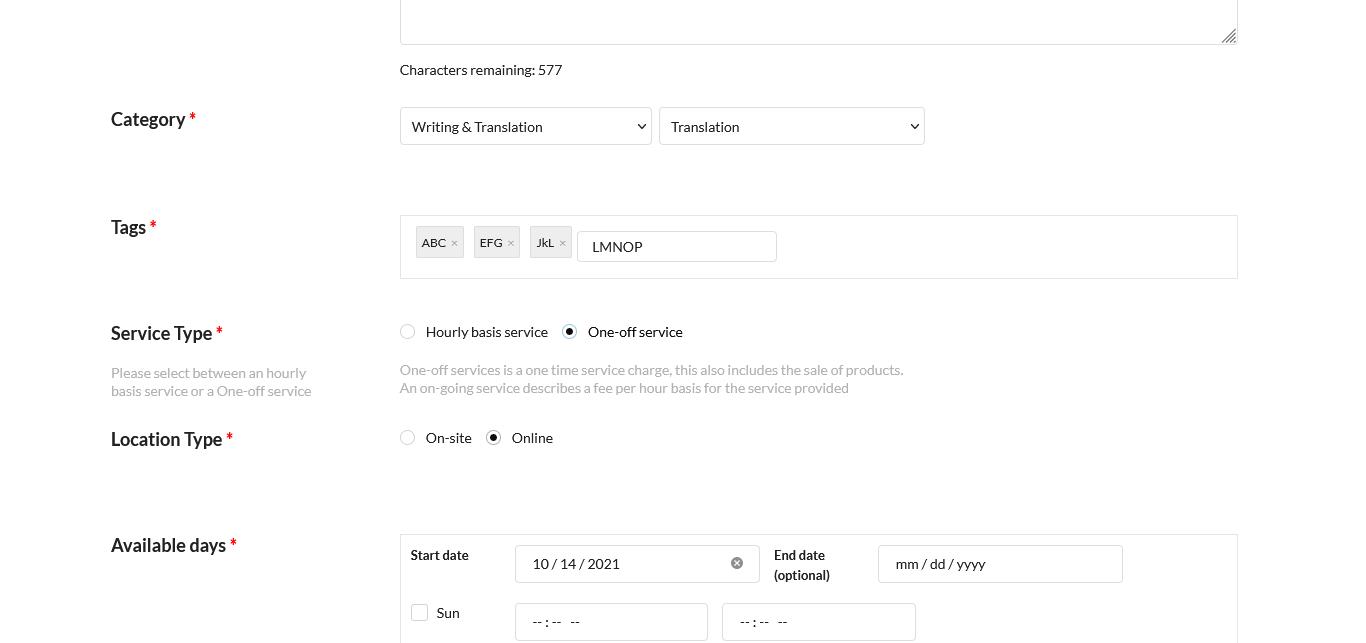 Characters remaining: 577
Category *
Writing & Translation
Translation
Tags *
ABC ×
EFG ×
JkL ×
LMNOP
Service Type *
Hourly basis service
One-off service
Please select between an hourly
basis service or a One-off service
One-off services is a one time service charge, this also includes the sale of products.
An on-going service describes a fee per hour basis for the service provided
Location Type *
On-site
Online
Available days *
Start date
10 / 14 / 2021
End date
(optional)
mm / dd / yyyy
Sun
-- : -- --
-- : -- --